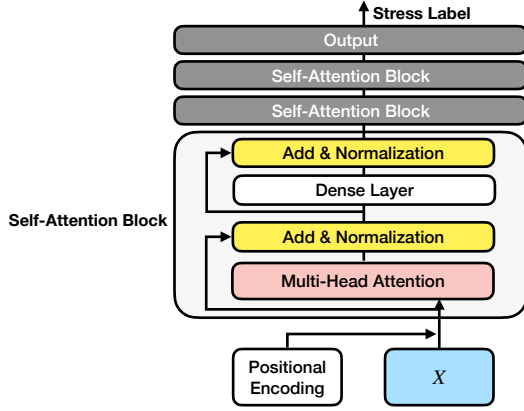 Stress Label
Output
Self-Attention Block
Self-Attention Block
Add & Normalization
Dense Layer
Self-Attention Block
Add & Normalization
Multi-Head Attention
Positional
Encoding
X